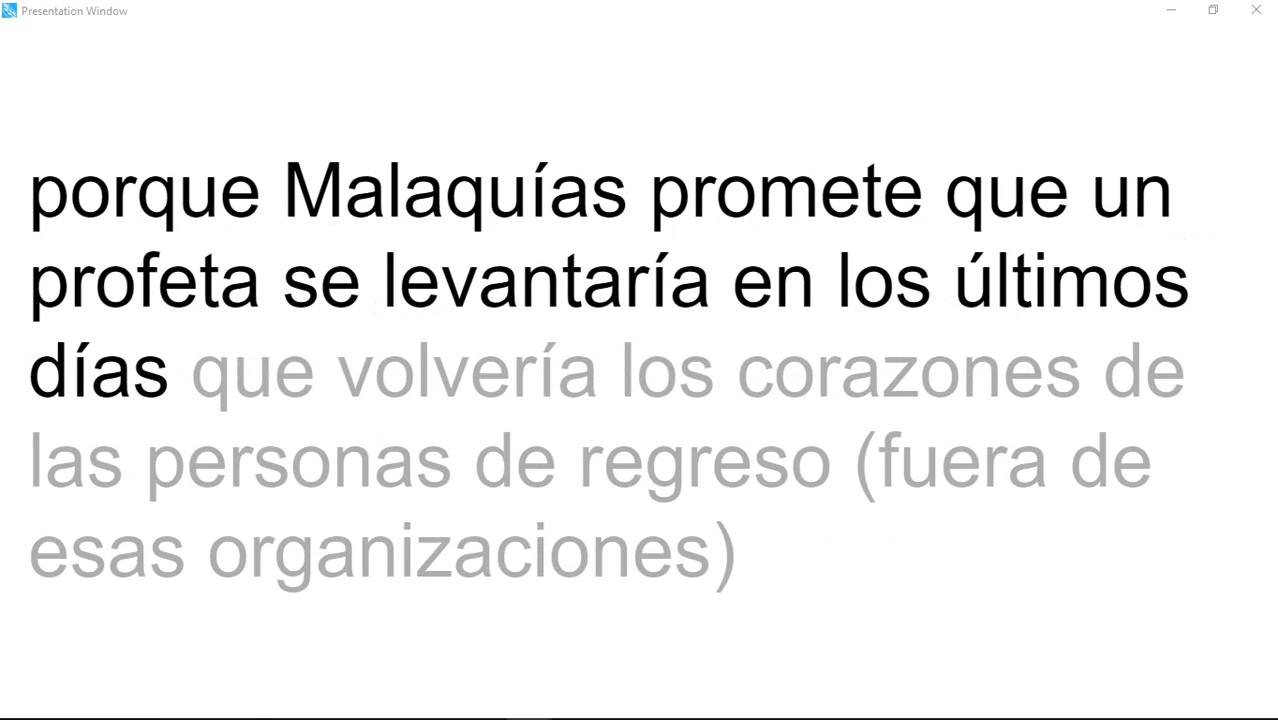 Presentation Window
porque Malaquías promete que un
profeta se levantaría en los últimos
días que volvería los corazones de
las personas de regreso (fuera de
esas organizaciones)